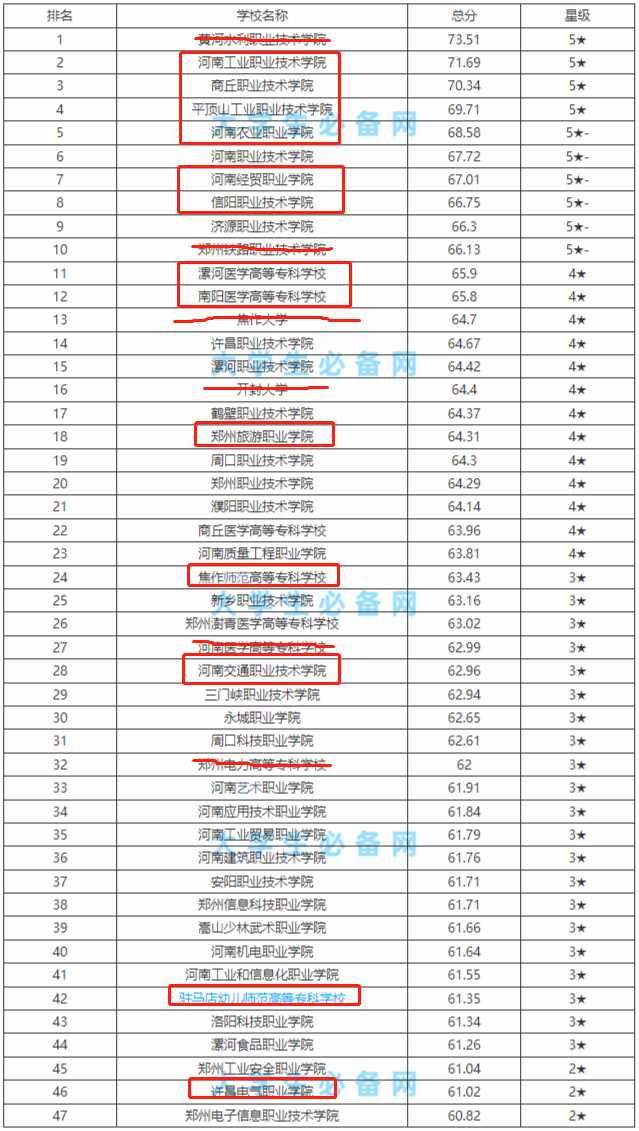 排名 学校名称 总分 星级
1 黄河水利职业技术学院 73.51 5★
2 河南工业职业技术学院 71.69 5★
3 商丘职业技术学院 70.34 5★
4 平顶山工业职业技术学院 69.71 5★
5 河南农业职业学院 68.58 5★-
6 河南职业技术学院 67.72 5★-
7 河南经贸职业学院 67.01 5★-
8 信阳职业技术学院 66.75 5★-
9 济源职业技术学院 66.3 5★-
10 郑州铁路职业技术学院 66.13 5★-
11 漯河医学高等专科学校 65.9 4★
12 南阳医学高等专科学校 65.8 4★
13 焦作大学 64.7 4★
14 许昌职业技术学院 64.67 4★
15 漯河职业技术学院 64.42 4★
16 开封大学 64.4 4★
17 鹤壁职业技术学院 64.37 4★
18 郑州旅游职业学院 64.31 4★
19 周口职业技术学院 64.3 4★
20 郑州职业技术学院 64.29 4★
21 濮阳职业技术学院 64.14 4★
22 商丘医学高等专科学校 63.96 4★
23 河南质量工程职业学院 63.81 4★
24 焦作师范高等专科学校 63.43 3★
25 新乡职业技术学院 63.16 3★
26 郑州澍青医学高等专科学校 63.02 3★
27 河南医学高等专科学校 62.99 3★
28 河南交通职业技术学院 62.96 3★
29 三门峡职业技术学院 62.94 3★
30 永城职业学院 62.65 3★
31 周口科技职业学院 62.61 3★
32 郑州电力高等专科学校 62 3★
33 河南艺术职业学院 61.91 3★
34 河南应用技术职业学院 61.84 3★
35 河南工业贸易职业学院 61.79 3★
36 河南建筑职业技术学院 61.76 3★
37 安阳职业技术学院 61.71 3★
38 郑州信息科技职业学院 61.71 3★
39 嵩山少林武术职业学院 61.66 3★
40 河南机电职业学院 61.64 3★
41 河南工业和信息化职业学院 61.55 3★
42 驻马店幼儿师范高等专科学校 61.35 3★
43 洛阳科技职业学院 61.34 3★
44 漯河食品职业学院 61.26 3★
45 郑州工业安全职业学院 61.04 2★
46 许昌电气职业学院 61.02 2★
47 郑州电子信息职业技术学院 60.82 2★
大学生必备网
大学生必备网
大学生必备网
大学生必备网
大学生必备网